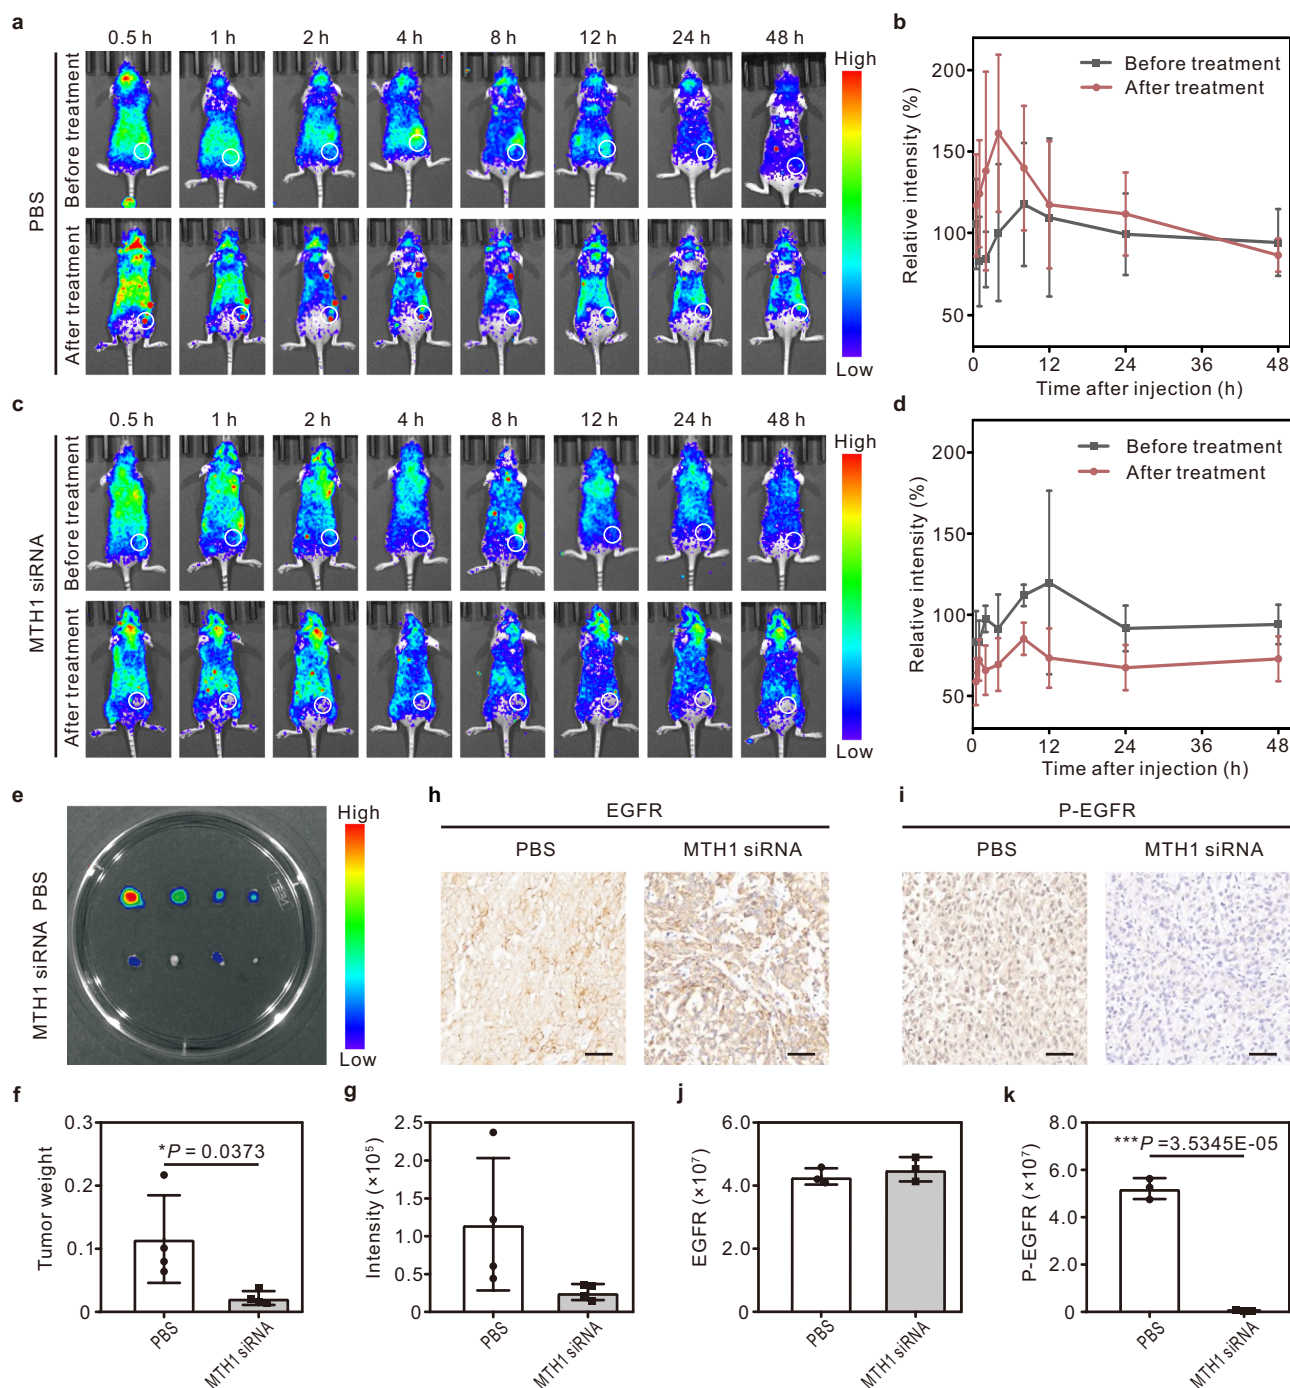 a
0.5 h 1 h 2 h 4 h 8 h 12 h 24 h 48 h
PBS
Before treatment
After treatment
High
Low
b
Before treatment
After treatment
Relative intensity (%)
200
150
100
50
0 12 24 36 48
Time after injection (h)
c
0.5 h 1 h 2 h 4 h 8 h 12 h 24 h 48 h
MTH1 siRNA
Before treatment
After treatment
High
Low
d
Before treatment
After treatment
Relative intensity (%)
200
150
100
50
0 12 24 36 48
Time after injection (h)
e
MTH1 siRNA PBS
High
Low
h
EGFR
PBS MTH1 siRNA
i
P-EGFR
PBS MTH1 siRNA
f
Tumor weight
0.3
0.2
0.1
0
*P = 0.0373
PBS
MTH1 siRNA
g
Intensity (×10⁵)
2.5
2.0
1.5
1.0
0.5
0
PBS
MTH1 siRNA
j
EGFR (×10⁷)
6.0
4.0
2.0
0
PBS
MTH1 siRNA
k
P-EGFR (×10⁷)
8.0
6.0
4.0
2.0
0
***P =3.5345E-05
PBS
MTH1 siRNA